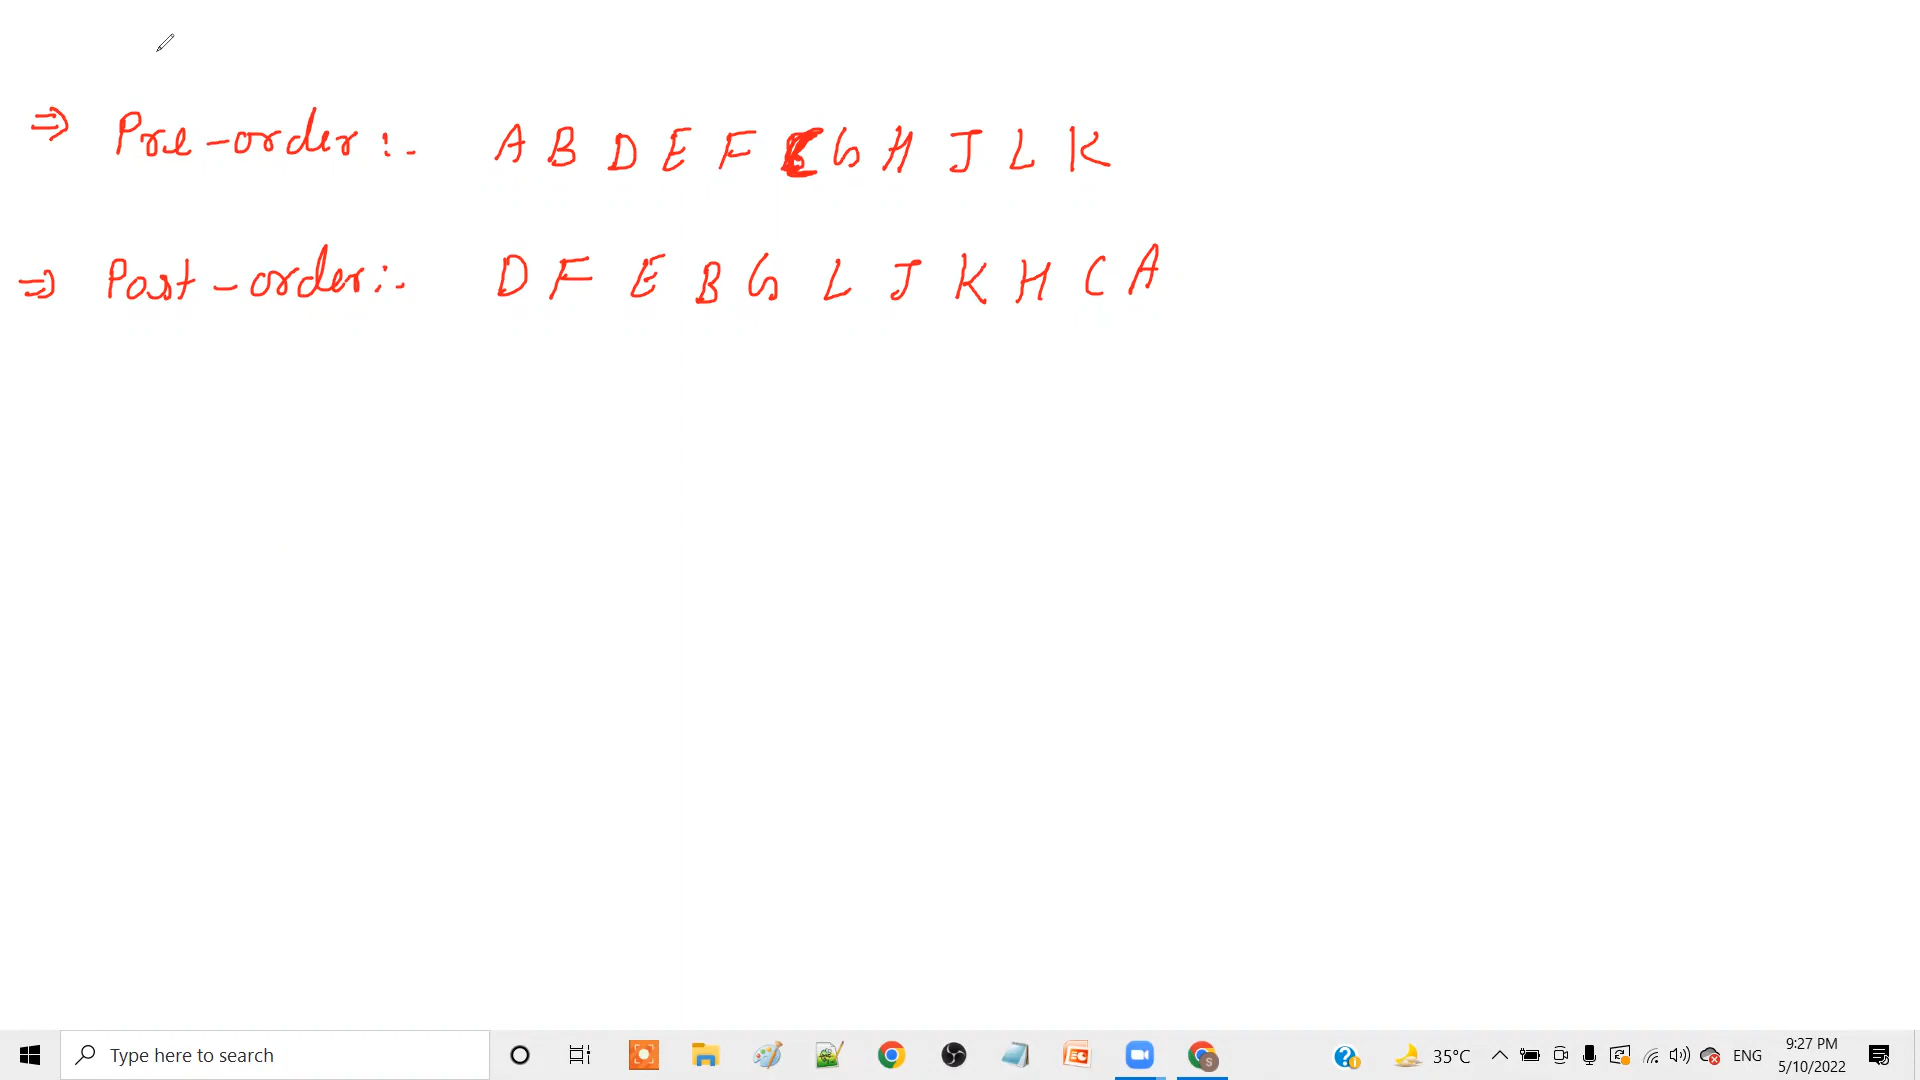 ⇒ Pre-order:- A B D E F C G H J L K
⇒ Post-order:- D F E B G L J K H C A
Type here to search
35°C
ENG
9:27 PM
5/10/2022